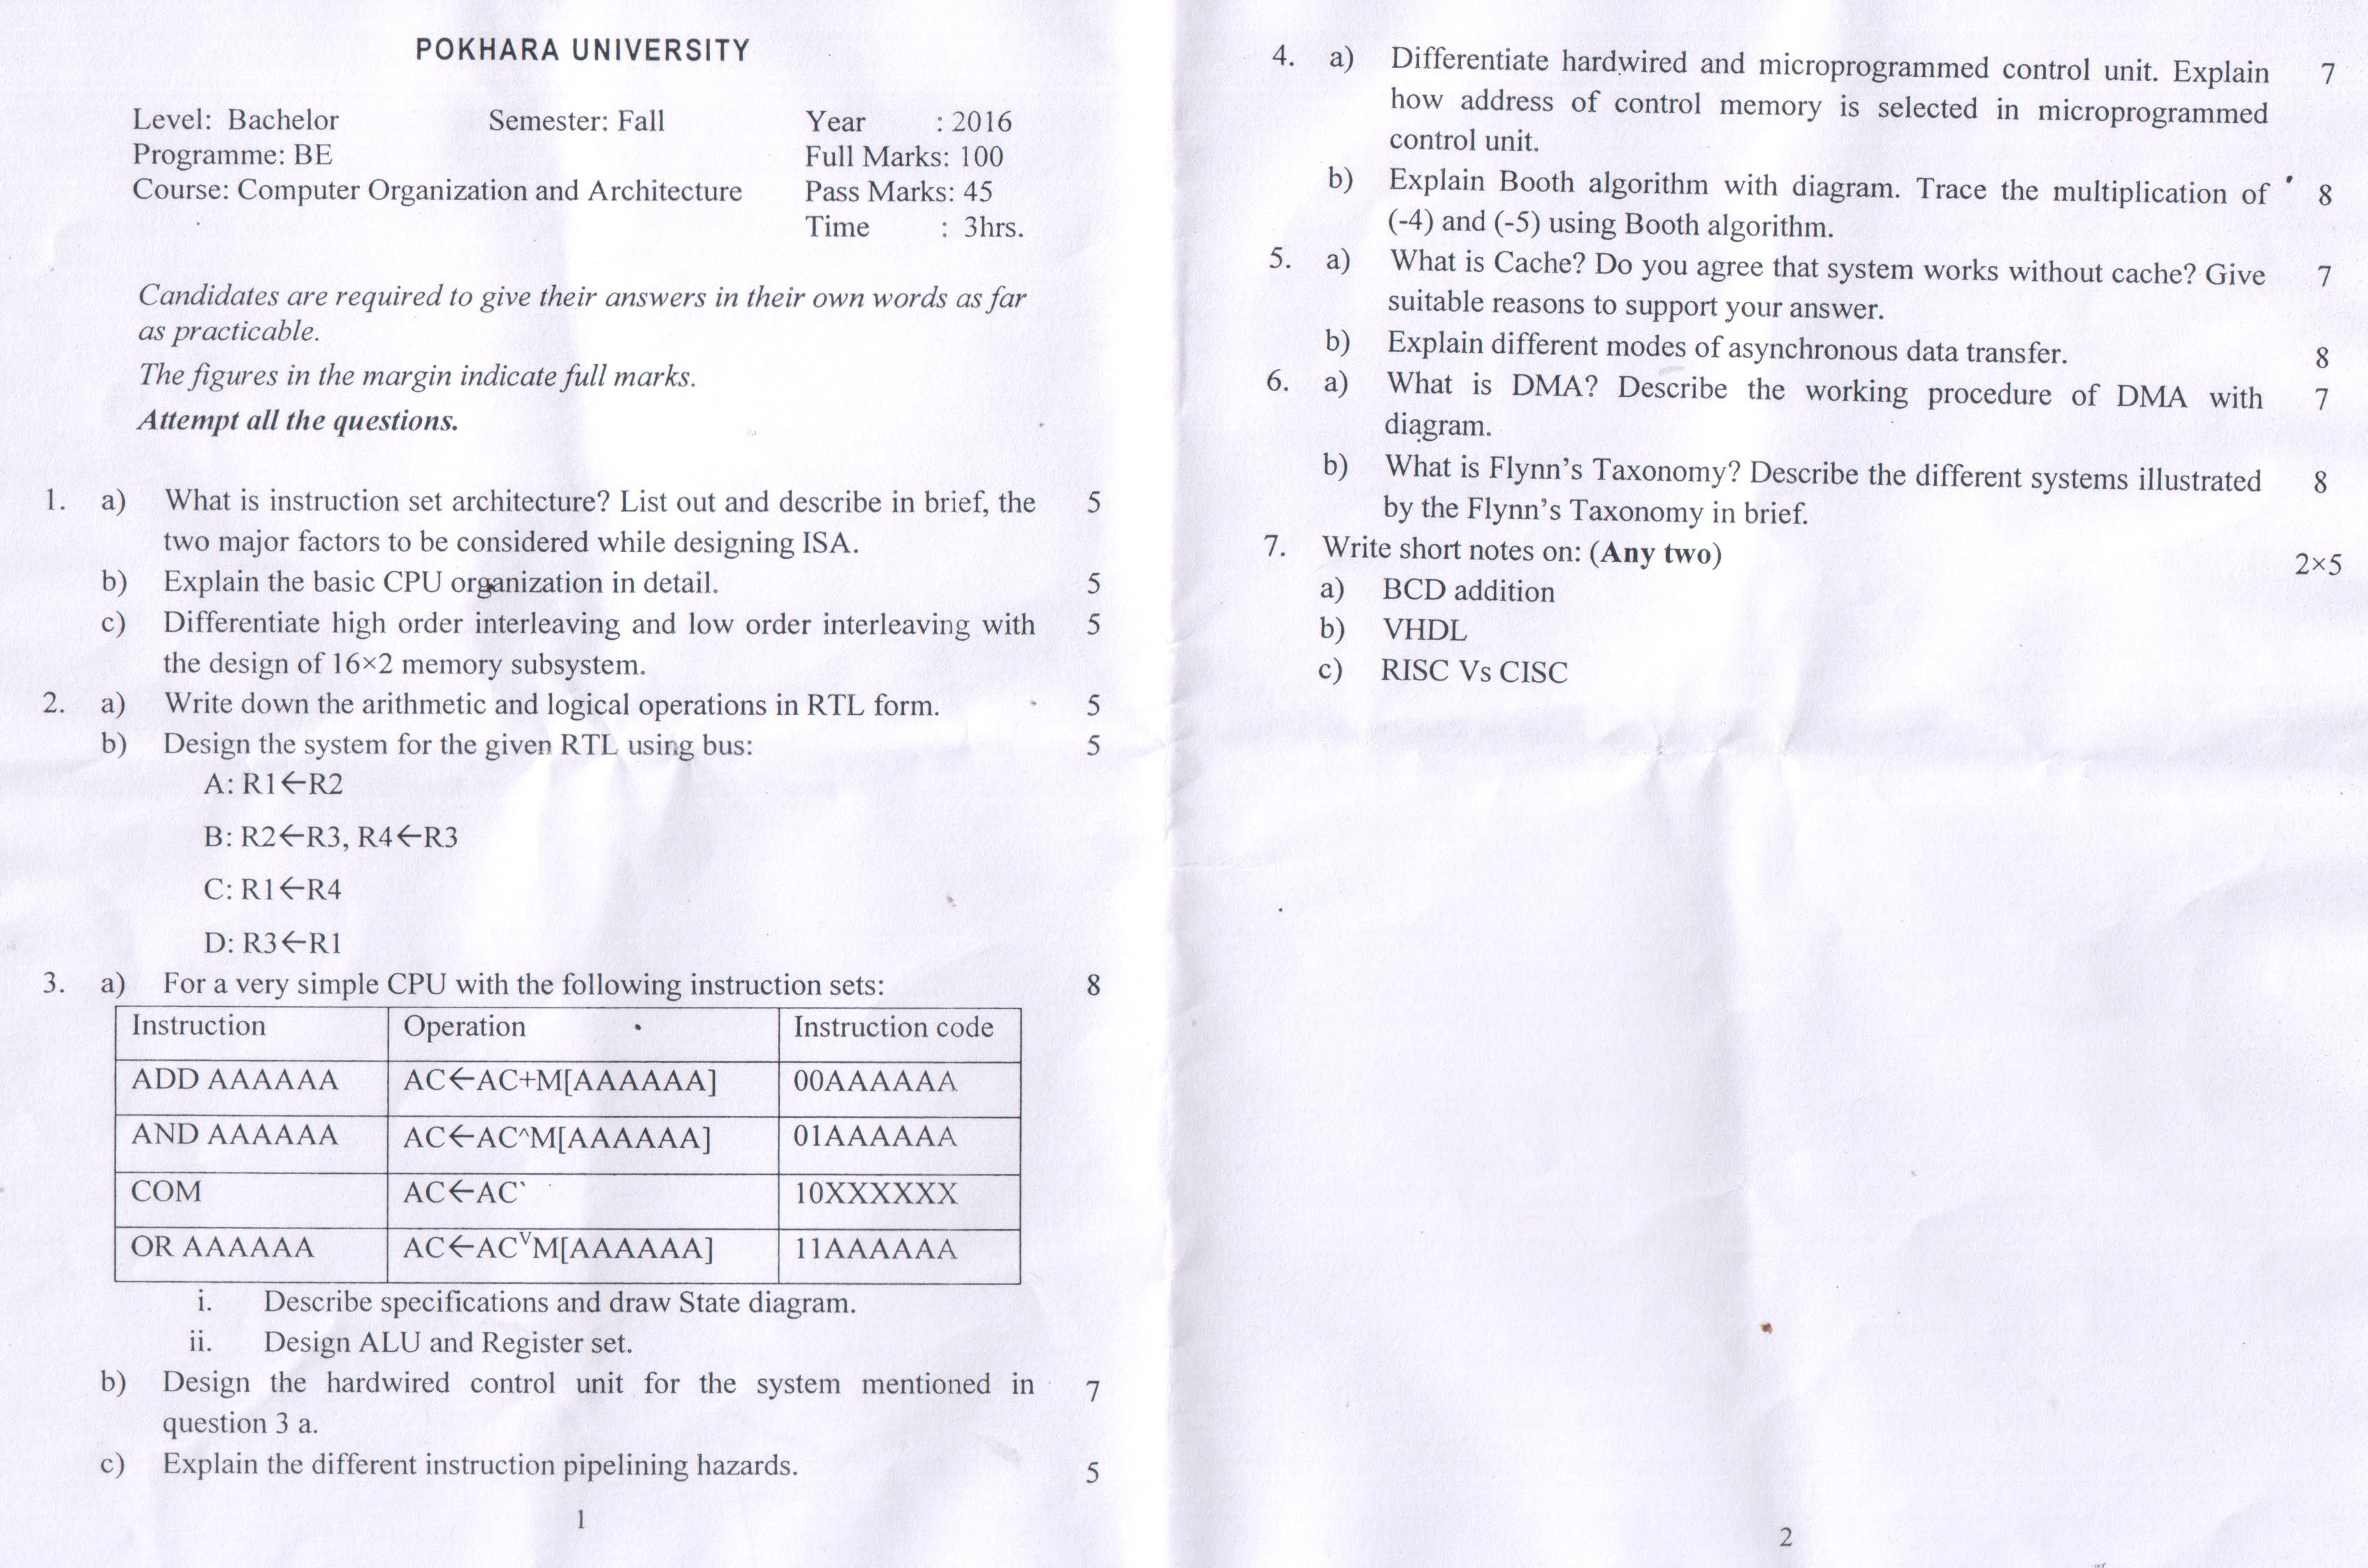 POKHARA UNIVERSITY
Level: Bachelor Semester: Fall Year : 2016
Programme: BE Full Marks: 100
Course: Computer Organization and Architecture Pass Marks: 45
Time : 3hrs.
Candidates are required to give their answers in their own words as far
as practicable.
The figures in the margin indicate full marks.
Attempt all the questions.
1. a) What is instruction set architecture? List out and describe in brief, the 5
two major factors to be considered while designing ISA.
b) Explain the basic CPU organization in detail. 5
c) Differentiate high order interleaving and low order interleaving with 5
the design of 16×2 memory subsystem.
2. a) Write down the arithmetic and logical operations in RTL form. 5
b) Design the system for the given RTL using bus: 5
A: R1←R2
B: R2←R3, R4←R3
C: R1←R4
D: R3←R1
3. a) For a very simple CPU with the following instruction sets: 8
Instruction Operation Instruction code
ADD AAAAAA AC←AC+M[AAAAAA] 00AAAAAA
AND AAAAAA AC←AC^M[AAAAAA] 01AAAAAA
COM AC←AC` 10XXXXXX
OR AAAAAA AC←ACⱽM[AAAAAA] 11AAAAAA
i. Describe specifications and draw State diagram.
ii. Design ALU and Register set.
b) Design the hardwired control unit for the system mentioned in 7
question 3 a.
c) Explain the different instruction pipelining hazards. 5
1
4. a) Differentiate hardwired and microprogrammed control unit. Explain 7
how address of control memory is selected in microprogrammed
control unit.
b) Explain Booth algorithm with diagram. Trace the multiplication of 8
(-4) and (-5) using Booth algorithm.
5. a) What is Cache? Do you agree that system works without cache? Give 7
suitable reasons to support your answer.
b) Explain different modes of asynchronous data transfer. 8
6. a) What is DMA? Describe the working procedure of DMA with 7
diagram.
b) What is Flynn's Taxonomy? Describe the different systems illustrated 8
by the Flynn's Taxonomy in brief.
7. Write short notes on: (Any two) 2×5
a) BCD addition
b) VHDL
c) RISC Vs CISC
2